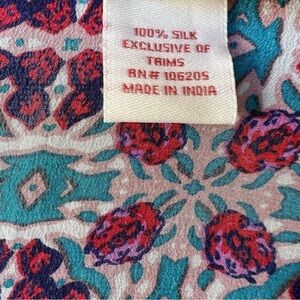 100% SILK
EXCLUSIVE OF
TRIMS
RN# 106205
MADE IN INDIA